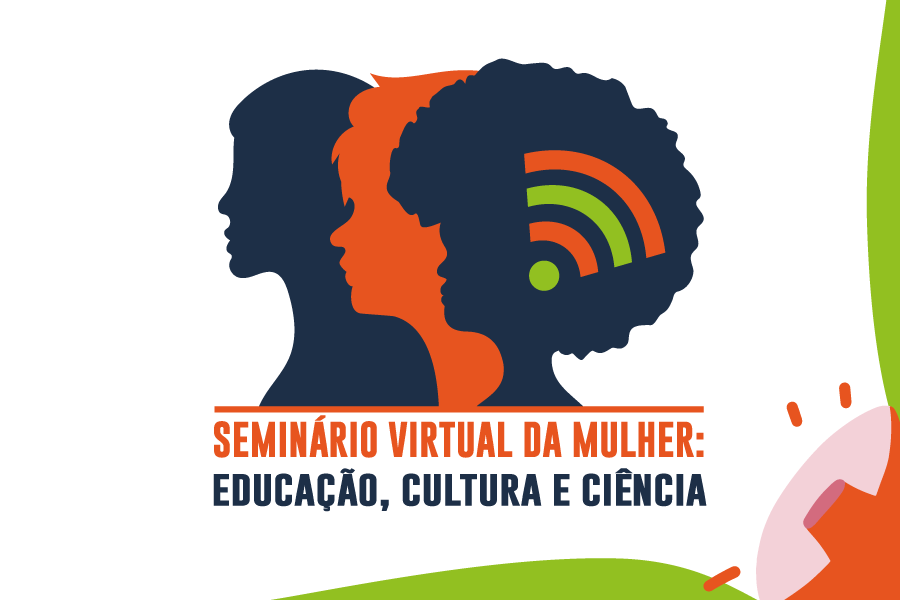 SEMINÁRIO VIRTUAL DA MULHER:
EDUCAÇÃO, CULTURA E CIÊNCIA